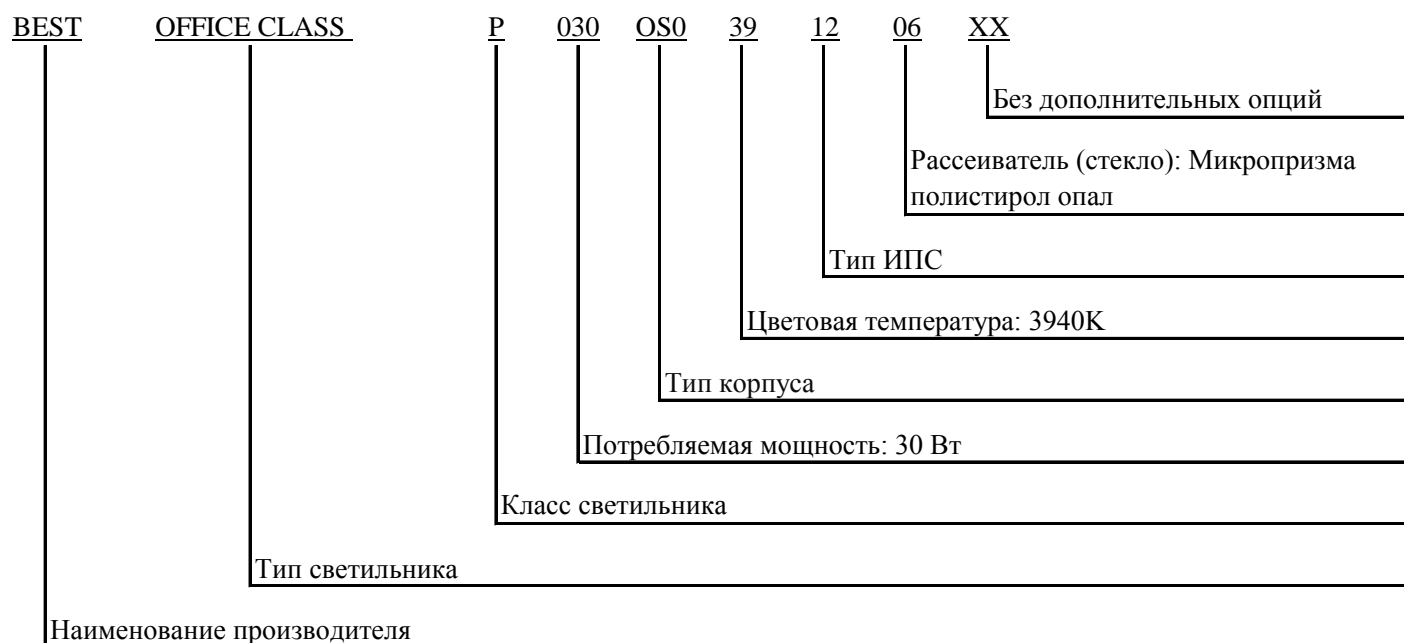 BEST OFFICE CLASS P 030 OS0 39 12 06 XX
Без дополнительных опций
Рассеиватель (стекло): Микропризма
полистирол опал
Тип ИПС
Цветовая температура: 3940K
Тип корпуса
Потребляемая мощность: 30 Вт
Класс светильника
Тип светильника
Наименование производителя